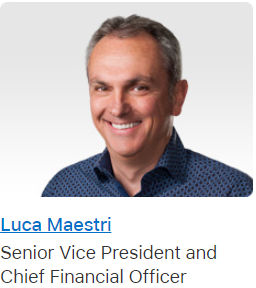 Luca Maestri
Senior Vice President and
Chief Financial Officer